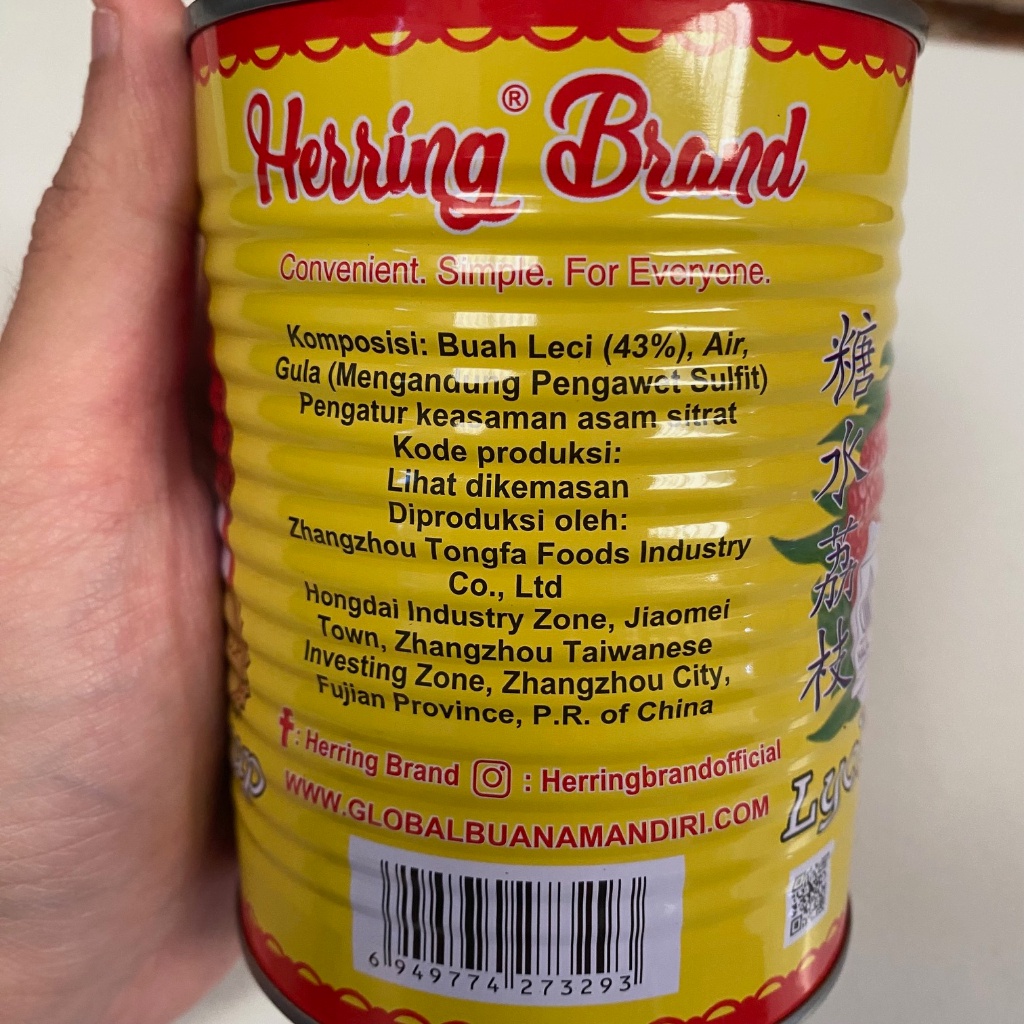 Herring® Brand
Convenient. Simple. For Everyone.
Komposisi: Buah Leci (43%), Air,
Gula (Mengandung Pengawet Sulfit)
Pengatur keasaman asam sitrat
Kode produksi:
Lihat dikemasan
Diproduksi oleh:
Zhangzhou Tongfa Foods Industry
Co., Ltd
Hongdai Industry Zone, Jiaomei
Town, Zhangzhou Taiwanese
Investing Zone, Zhangzhou City,
Fujian Province, P.R. of China
f: Herring Brand : Herringbrandofficial
WWW.GLOBALBUANAMANDIRI.COM
6 949774 273293
糖水荔枝